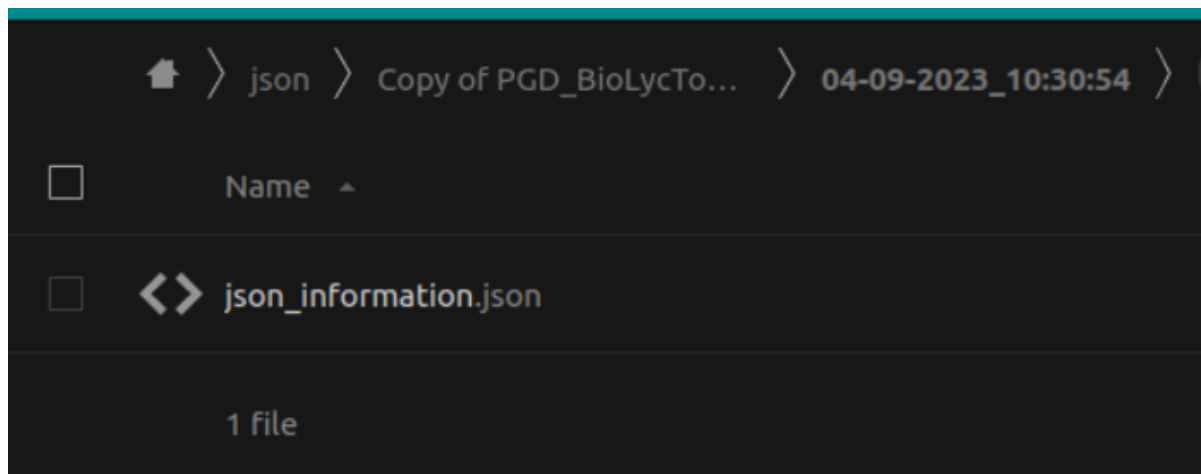 json Copy of PGD_BioLycTo... 04-09-2023_10:30:54
Name
json_information.json
1 file